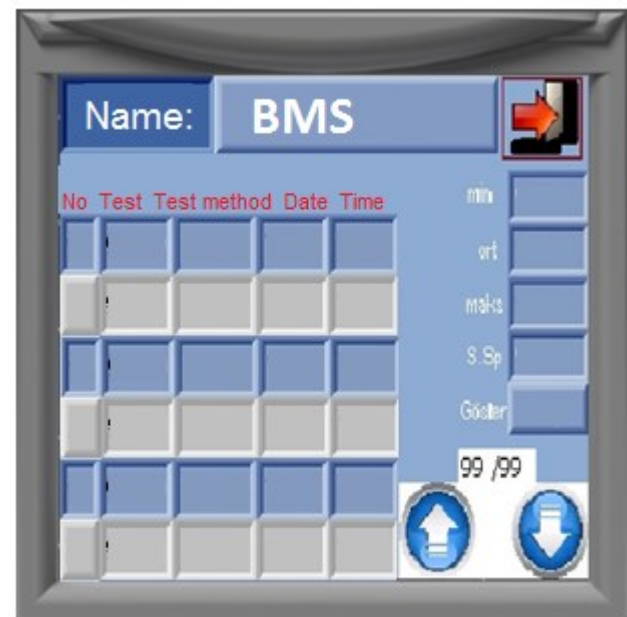 Name: BMS
No Test Test method Date Time
min
ort
maks
S.Sp
Göster
99 /99